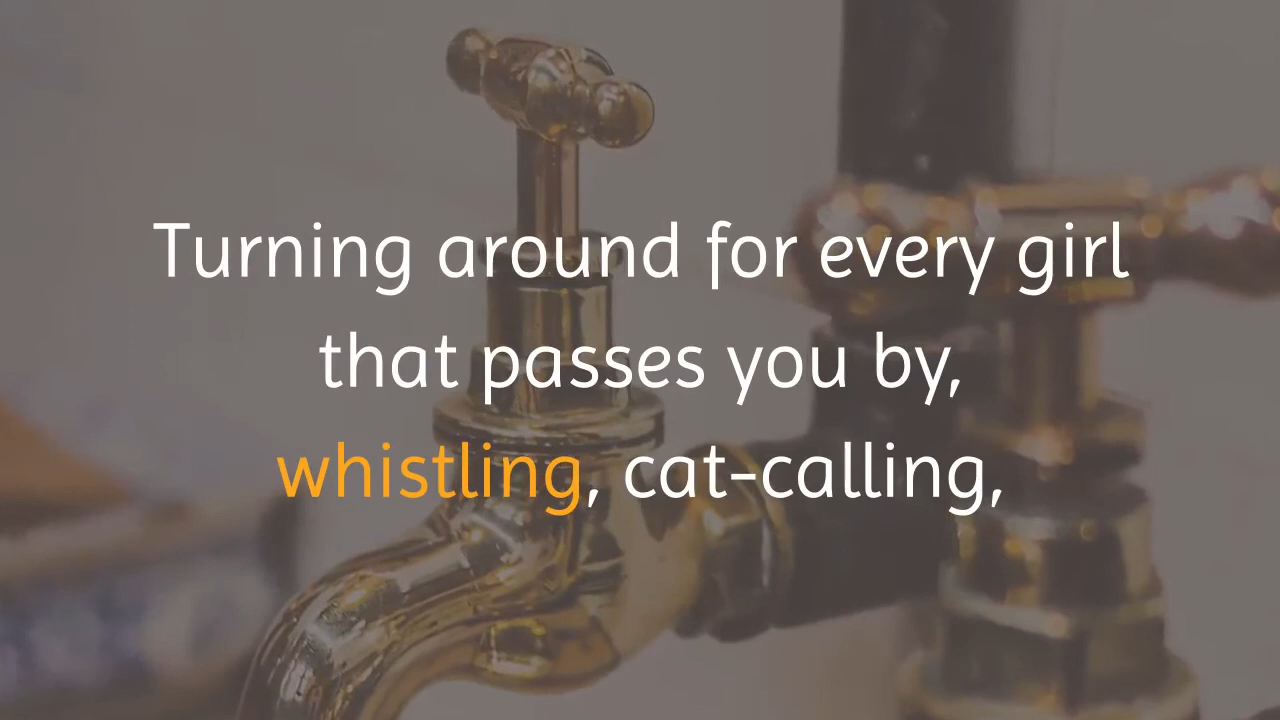 Turning around for every girl
that passes you by,
whistling, cat-calling,